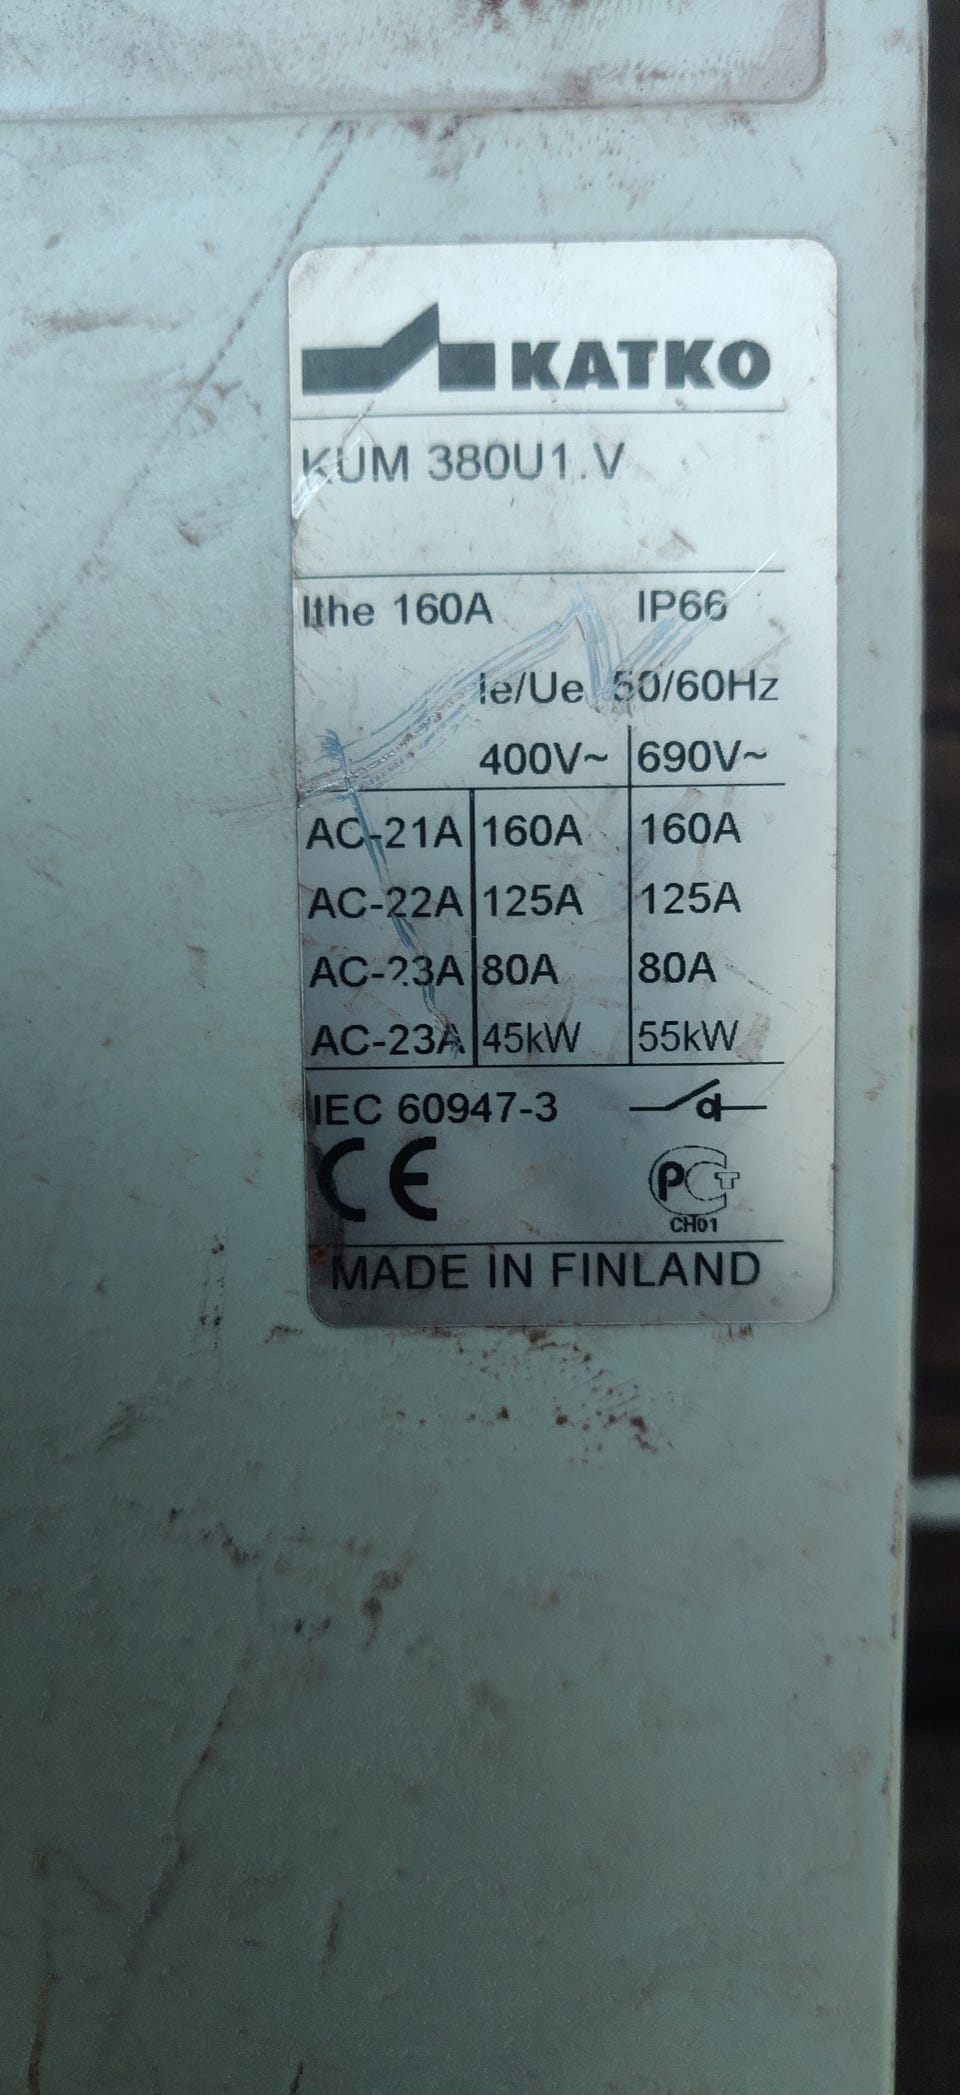 KATKO
KUM 380U1.V
Ithe 160A IP66
Ie/Ue 50/60Hz
400V~ 690V~
AC-21A 160A 160A
AC-22A 125A 125A
AC-23A 80A 80A
AC-23A 45kW 55kW
IEC 60947-3
CE PCT
CH01
MADE IN FINLAND